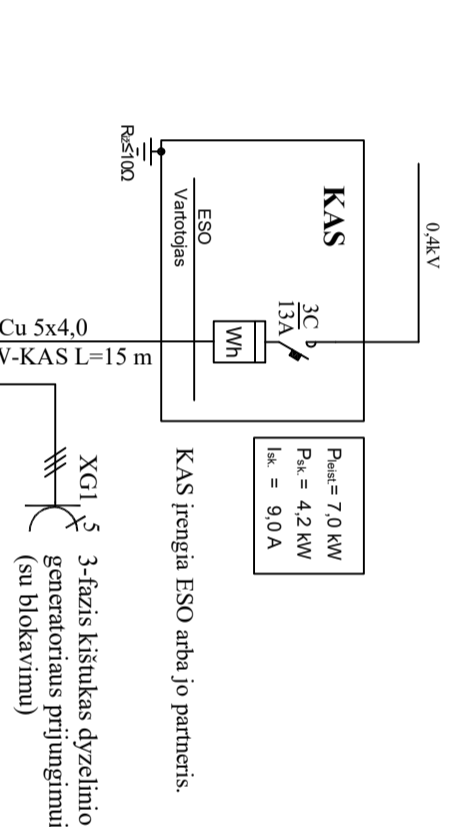 0,4kV
KAS
3C
13A
Wh
ESO
Vartotojas
Rįž≤10Ω
Pleist.= 7,0 kW
Psk.= 4,2 kW
Isk. = 9,0 A
KAS įrengia ESO arba jo partneris.
Cu 5x4,0
V-KAS L=15 m
XG1
5
3-fazis kištukas dyzelinio
generatoriaus prijungimui
(su blokavimu)